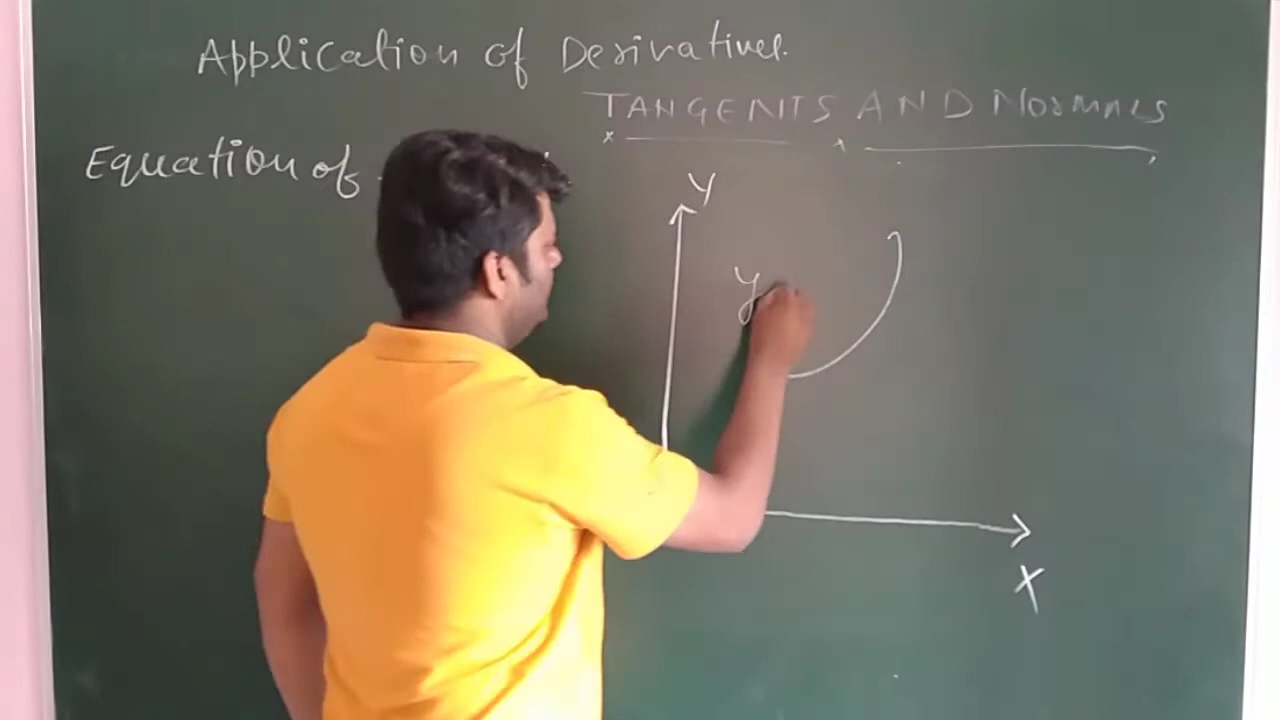 Application of Derivatives.
TANGENTS AND NORMALS
Equation of
Y
y
X